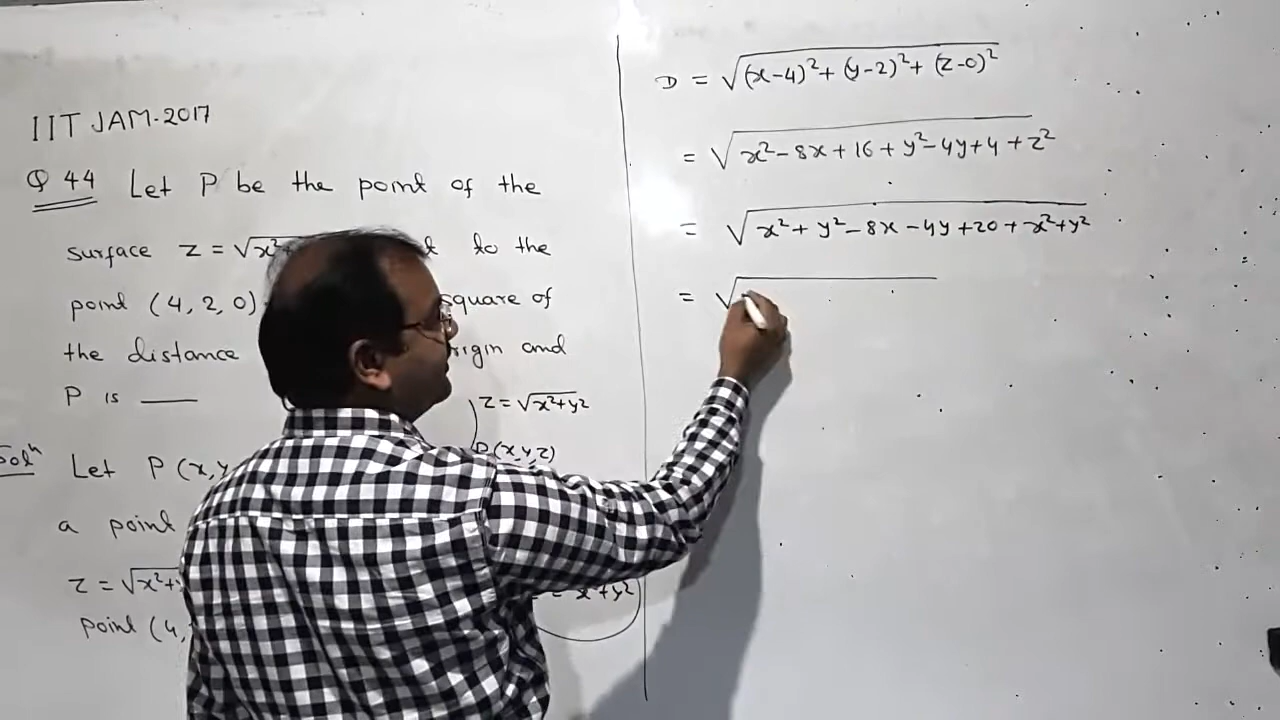 IIT JAM-2017
Q 44 Let P be the point of the
surface Z = √x² to the
point (4, 2, 0) square of
the distance and
P is ___
Z = √x²+y²
P(x,y,z)
Solⁿ Let P(x,y
a point
Z = √x²+y
point (4,
= x²+y²
D = √(x-4)²+(y-2)²+(z-0)²
= √x²-8x+16+y²-4y+4+z²
= √x²+y²-8x-4y+20+x²+y²
= √